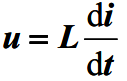 u = L di/dt